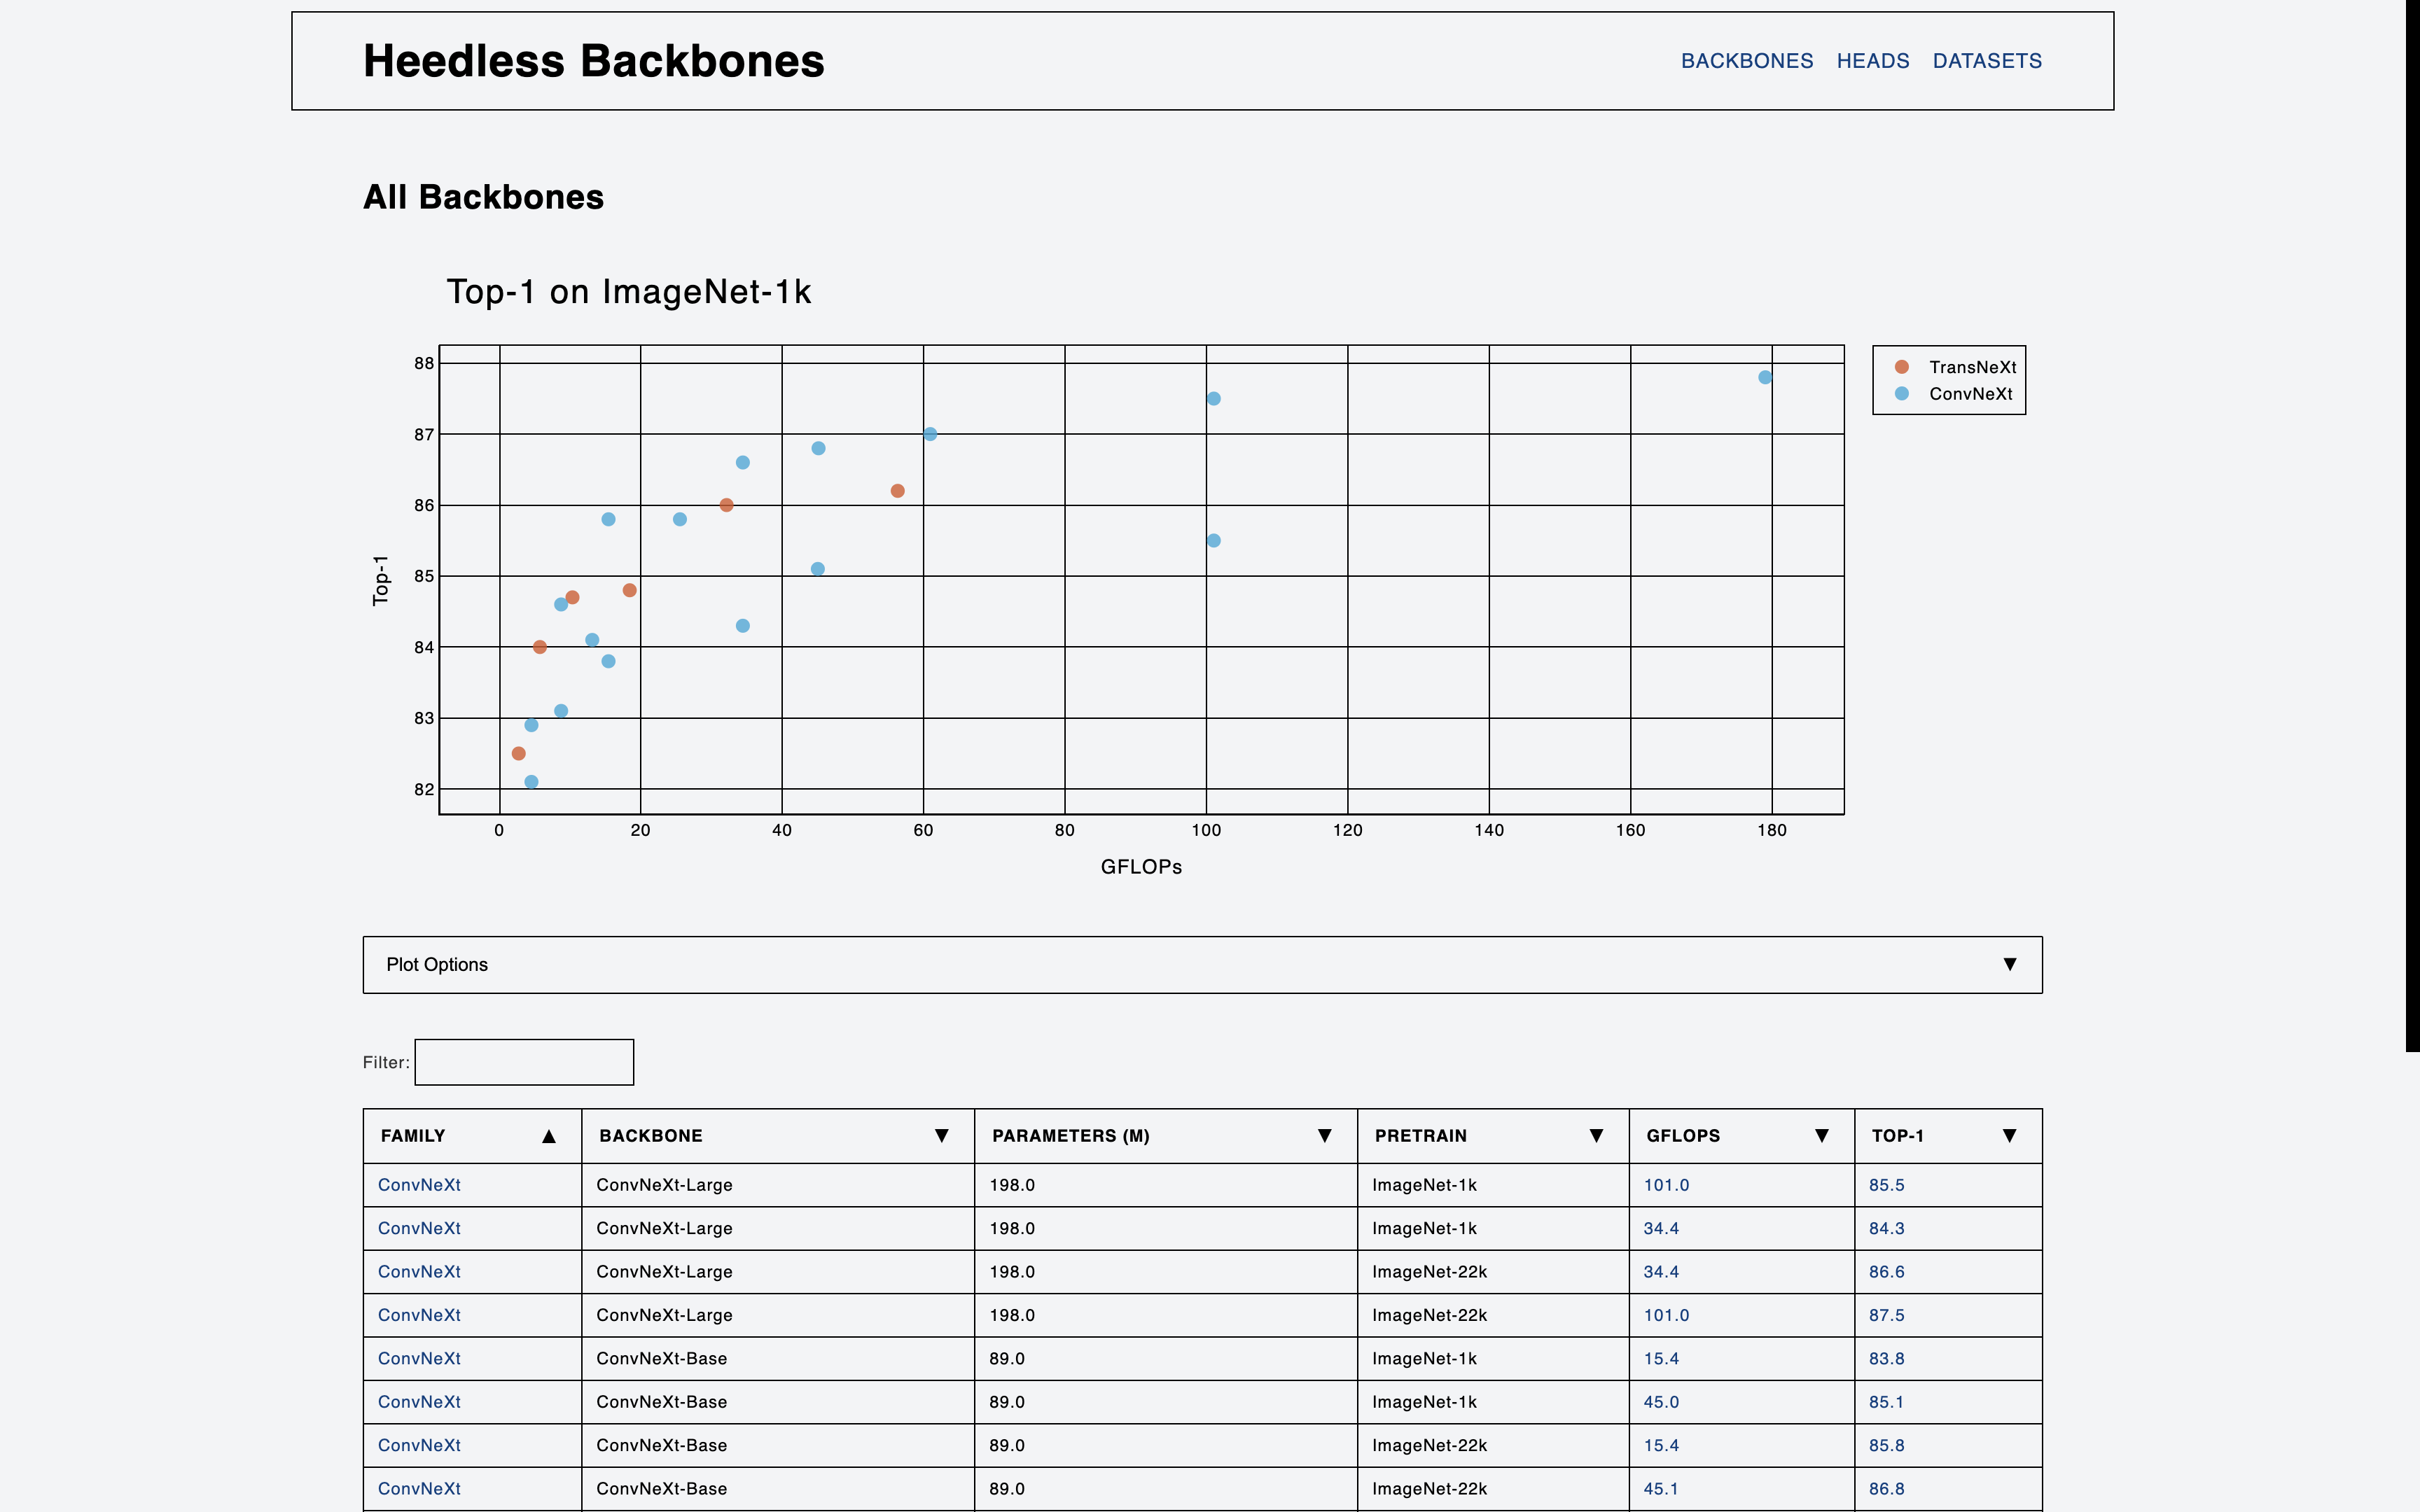 Heedless Backbones
BACKBONES HEADS DATASETS
All Backbones
Top-1 on ImageNet-1k
TransNeXt
ConvNeXt
88
87
86
85
84
83
82
Top-1
0 20 40 60 80 100 120 140 160 180
GFLOPs
Plot Options ▼
Filter:
FAMILY ▲ BACKBONE ▼ PARAMETERS (M) ▼ PRETRAIN ▼ GFLOPS ▼ TOP-1 ▼
ConvNeXt ConvNeXt-Large 198.0 ImageNet-1k 101.0 85.5
ConvNeXt ConvNeXt-Large 198.0 ImageNet-1k 34.4 84.3
ConvNeXt ConvNeXt-Large 198.0 ImageNet-22k 34.4 86.6
ConvNeXt ConvNeXt-Large 198.0 ImageNet-22k 101.0 87.5
ConvNeXt ConvNeXt-Base 89.0 ImageNet-1k 15.4 83.8
ConvNeXt ConvNeXt-Base 89.0 ImageNet-1k 45.0 85.1
ConvNeXt ConvNeXt-Base 89.0 ImageNet-22k 15.4 85.8
ConvNeXt ConvNeXt-Base 89.0 ImageNet-22k 45.1 86.8